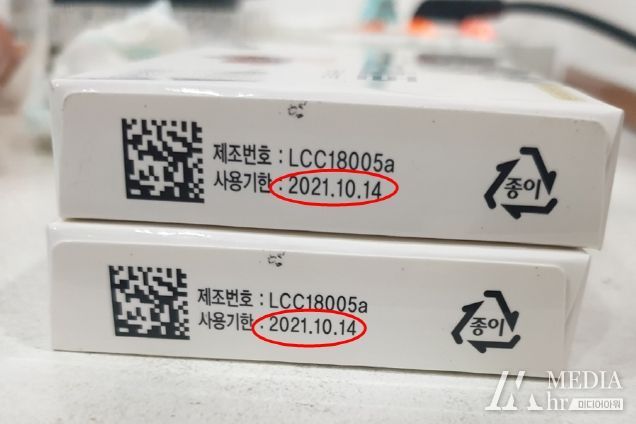 제조번호 : LCC18005a
사용기한 : 2021.10.14
종이
제조번호 : LCC18005a
사용기한 : 2021.10.14
종이
MEDIA
hr 미디어아워